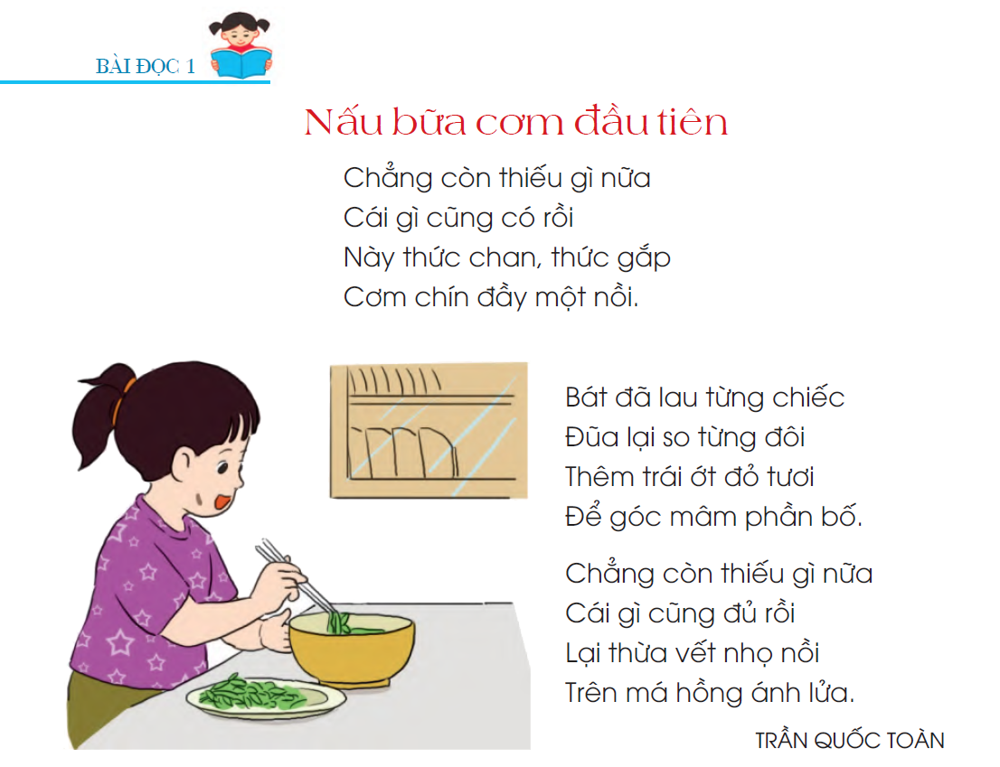 BÀI ĐỌC 1
Nấu bữa cơm đầu tiên
Chẳng còn thiếu gì nữa
Cái gì cũng có rồi
Này thức chan, thức gắp
Cơm chín đầy một nồi.
Bát đã lau từng chiếc
Đũa lại so từng đôi
Thêm trái ớt đỏ tươi
Để góc mâm phần bố.
Chẳng còn thiếu gì nữa
Cái gì cũng đủ rồi
Lại thừa vết nhọ nồi
Trên má hồng ánh lửa.
TRẦN QUỐC TOÀN